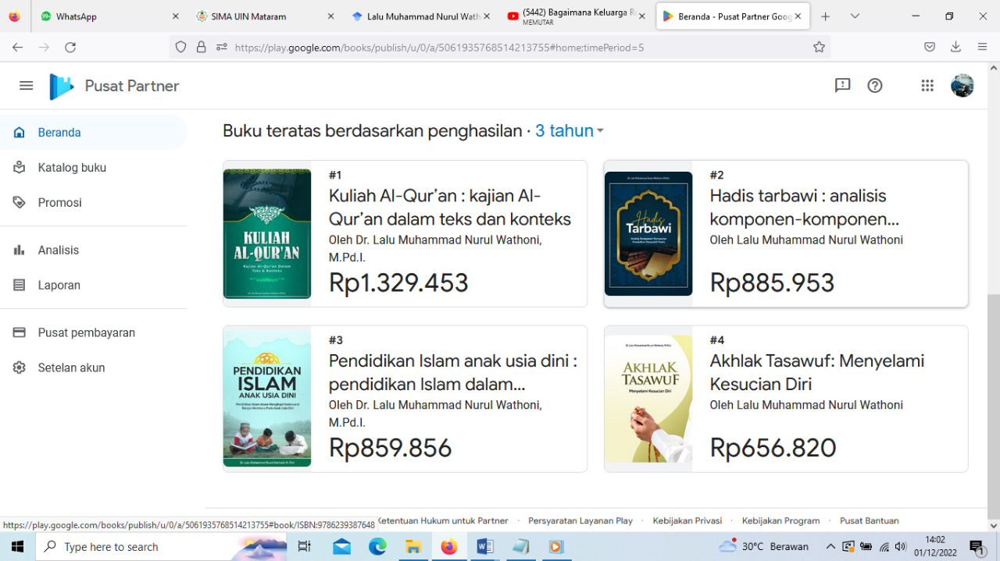 WhatsApp
SIMA UIN Mataram
Lalu Muhammad Nurul Wath
(5442) Bagaimana Keluarga R
MEMUTAR
Beranda - Pusat Partner Goog
https://play.google.com/books/publish/u/0/a/5061935768514213755#home;timePeriod=5
Pusat Partner
Beranda
Katalog buku
Promosi
Analisis
Laporan
Pusat pembayaran
Setelan akun
Buku teratas berdasarkan penghasilan · 3 tahun
KULIAH
AL-QUR'AN
Kajian Al-Qur'an Dalam
Teks & Konteks
#1
Kuliah Al-Qur’an : kajian Al-
Qur’an dalam teks dan konteks
Oleh Dr. Lalu Muhammad Nurul Wathoni,
M.Pd.I.
Rp1.329.453
Hadis
Tarbawi
#2
Hadis tarbawi : analisis
komponen-komponen...
Oleh Lalu Muhammad Nurul Wathoni
Rp885.953
PENDIDIKAN
ISLAM
ANAK USIA DINI
#3
Pendidikan Islam anak usia dini :
pendidikan Islam dalam...
Oleh Dr. Lalu Muhammad Nurul Wathoni,
M.Pd.I.
Rp859.856
AKHLAK
TASAWUF
Menyelami Kesucian Diri
#4
Akhlak Tasawuf: Menyelami
Kesucian Diri
Oleh Lalu Muhammad Nurul Wathoni
Rp656.820
https://play.google.com/books/publish/u/0/a/5061935768514213755#book/ISBN:9786239387648
Ketentuan Hukum untuk Partner · Persyaratan Layanan Play · Kebijakan Privasi · Kebijakan Program · Pusat Bantuan
Type here to search
30°C Berawan
14:02
01/12/2022